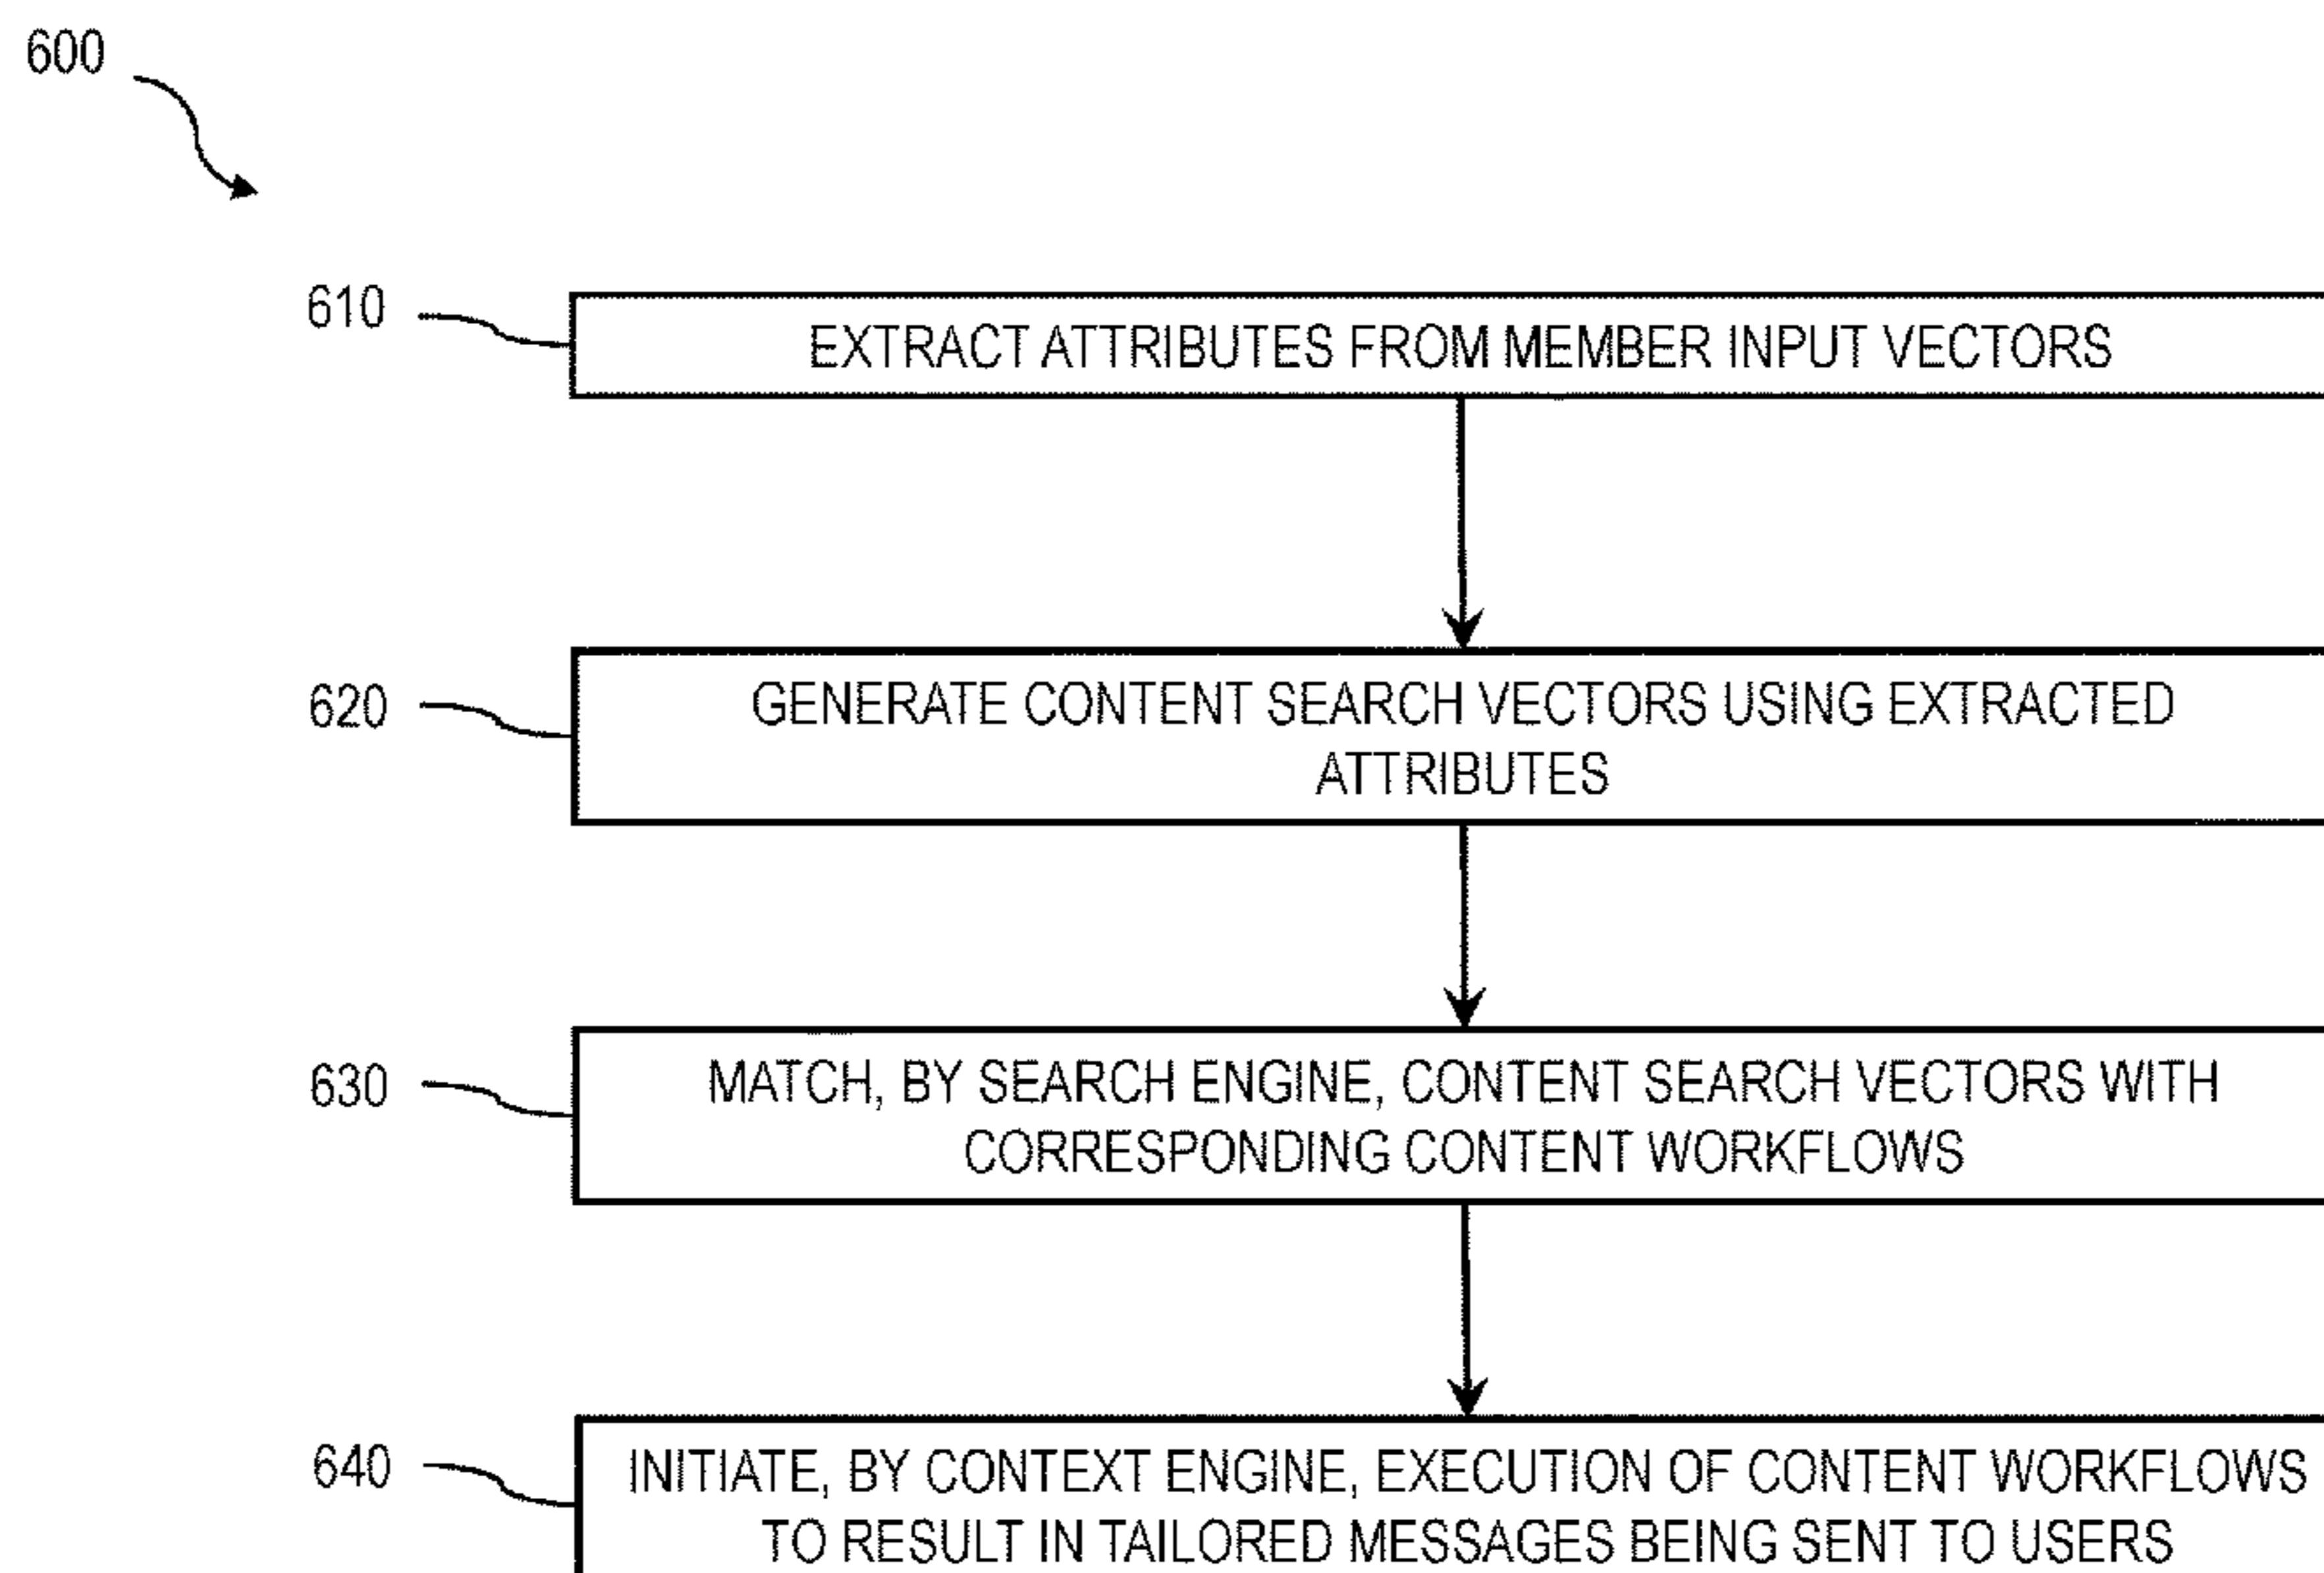 600
610
EXTRACT ATTRIBUTES FROM MEMBER INPUT VECTORS
620
GENERATE CONTENT SEARCH VECTORS USING EXTRACTED
ATTRIBUTES
630
MATCH, BY SEARCH ENGINE, CONTENT SEARCH VECTORS WITH
CORRESPONDING CONTENT WORKFLOWS
640
INITIATE, BY CONTEXT ENGINE, EXECUTION OF CONTENT WORKFLOWS
TO RESULT IN TAILORED MESSAGES BEING SENT TO USERS